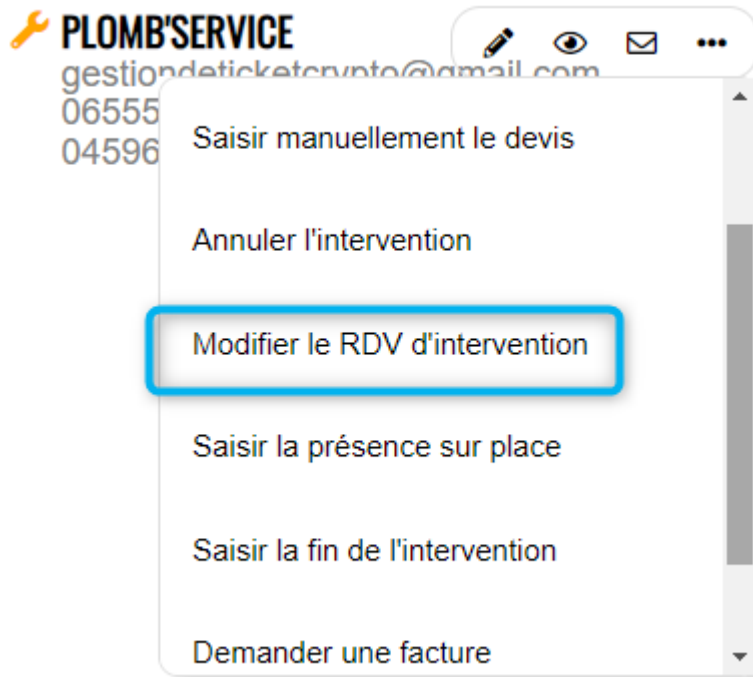 PLOMB'SERVICE
gestiondeticketcrypto@gmail.com
06555
04596
Saisir manuellement le devis
Annuler l'intervention
Modifier le RDV d'intervention
Saisir la présence sur place
Saisir la fin de l'intervention
Demander une facture